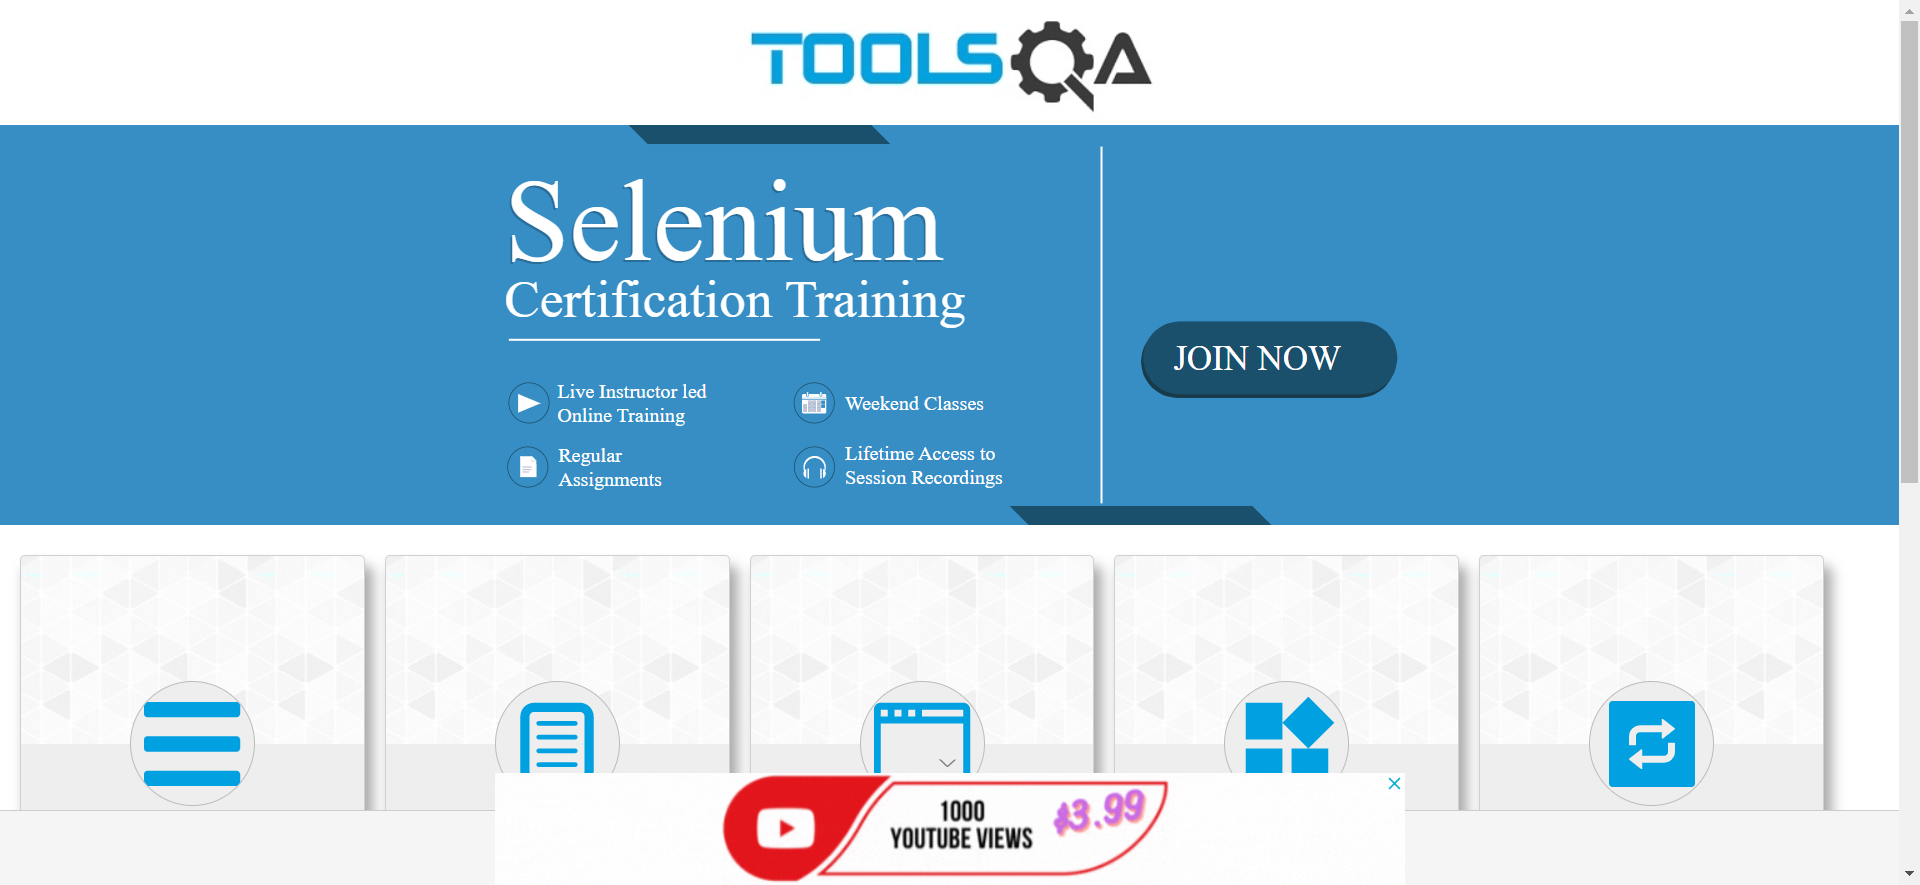 TOOLSQA
Selenium
Certification Training
JOIN NOW
Live Instructor led
Online Training
Weekend Classes
Regular
Assignments
Lifetime Access to
Session Recordings
1000
YOUTUBE VIEWS
$3.99